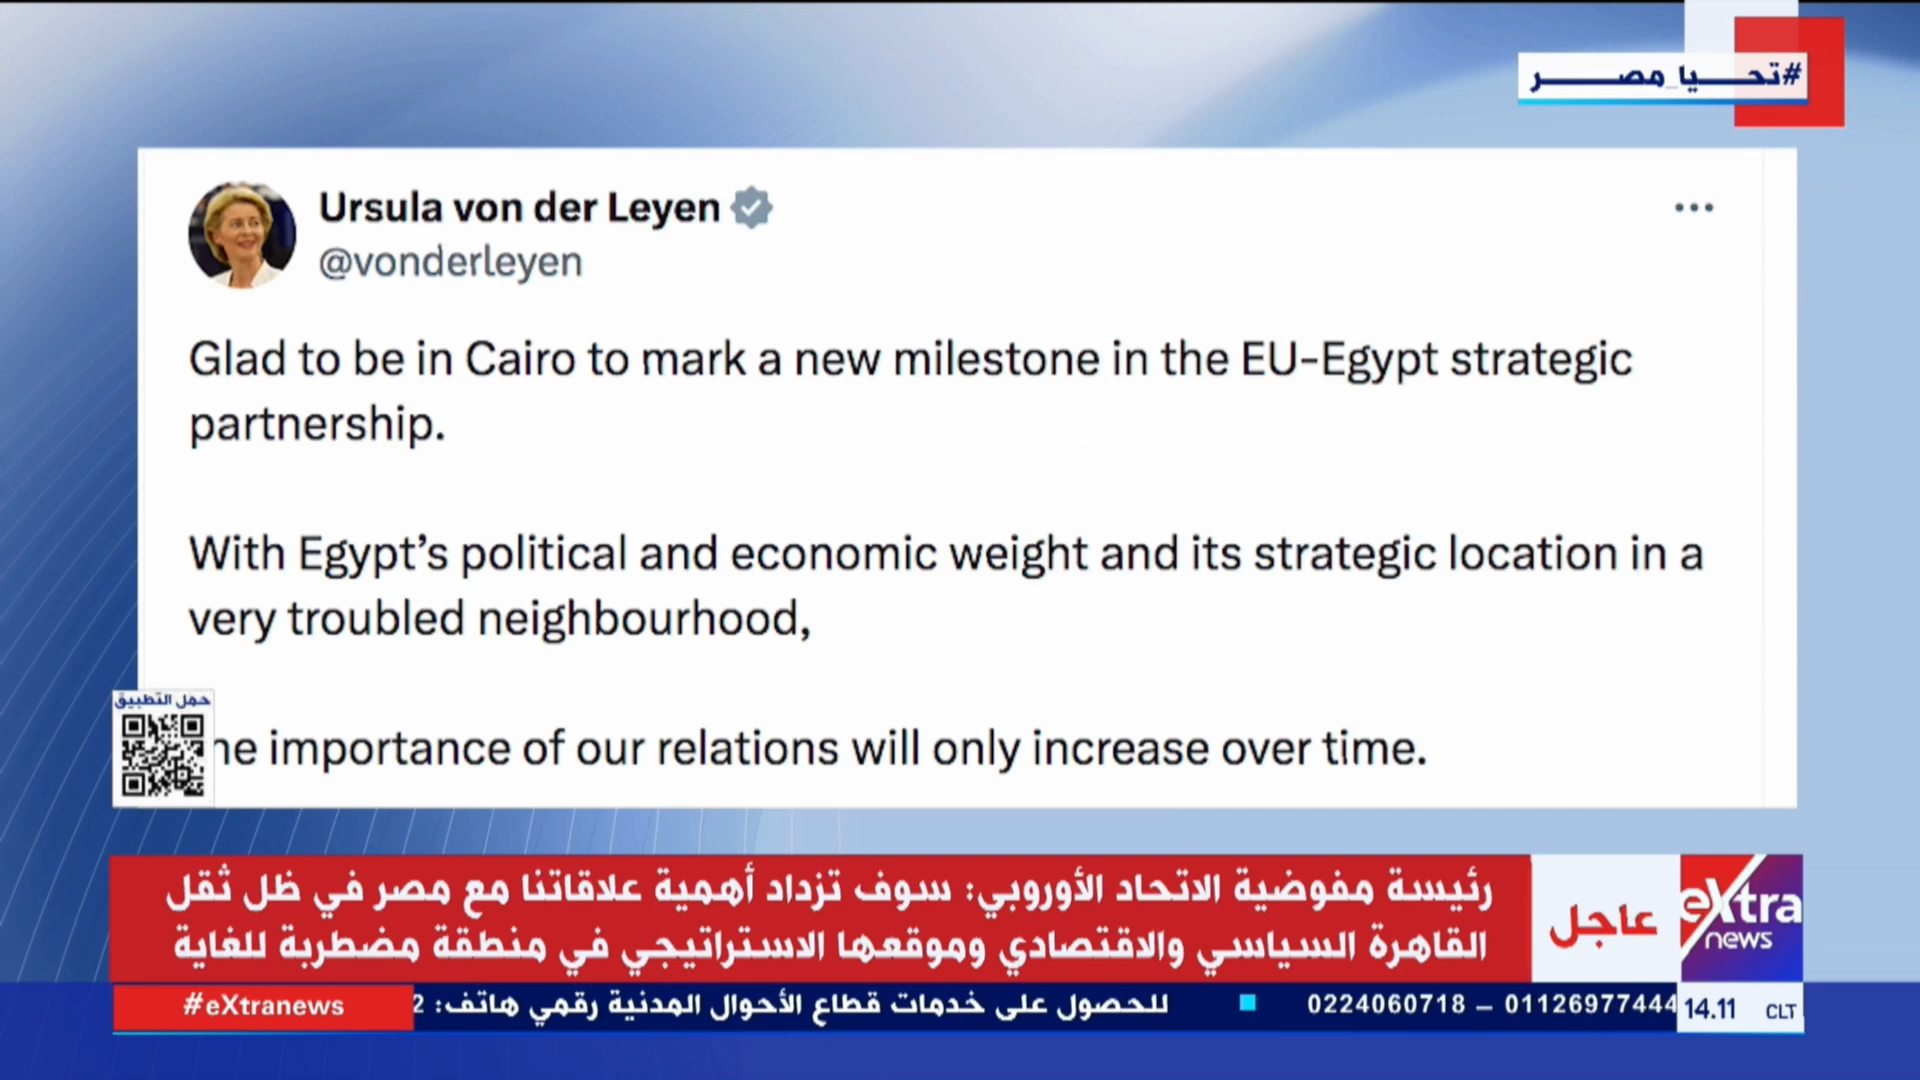 #تحيا_مصر
Ursula von der Leyen
@vonderleyen
Glad to be in Cairo to mark a new milestone in the EU-Egypt strategic
partnership.
With Egypt’s political and economic weight and its strategic location in a
very troubled neighbourhood,
حمل التطبيق
he importance of our relations will only increase over time.
رئيسة مفوضية الاتحاد الأوروبي: سوف تزداد أهمية علاقاتنا مع مصر في ظل ثقل
القاهرة السياسي والاقتصادي وموقعها الاستراتيجي في منطقة مضطربة للغاية
عاجل
eXtra
news
#eXtranews
01126977444 – 0224060718 للحصول على خدمات قطاع الأحوال المدنية رقمي هاتف: 2
14.11 CLT